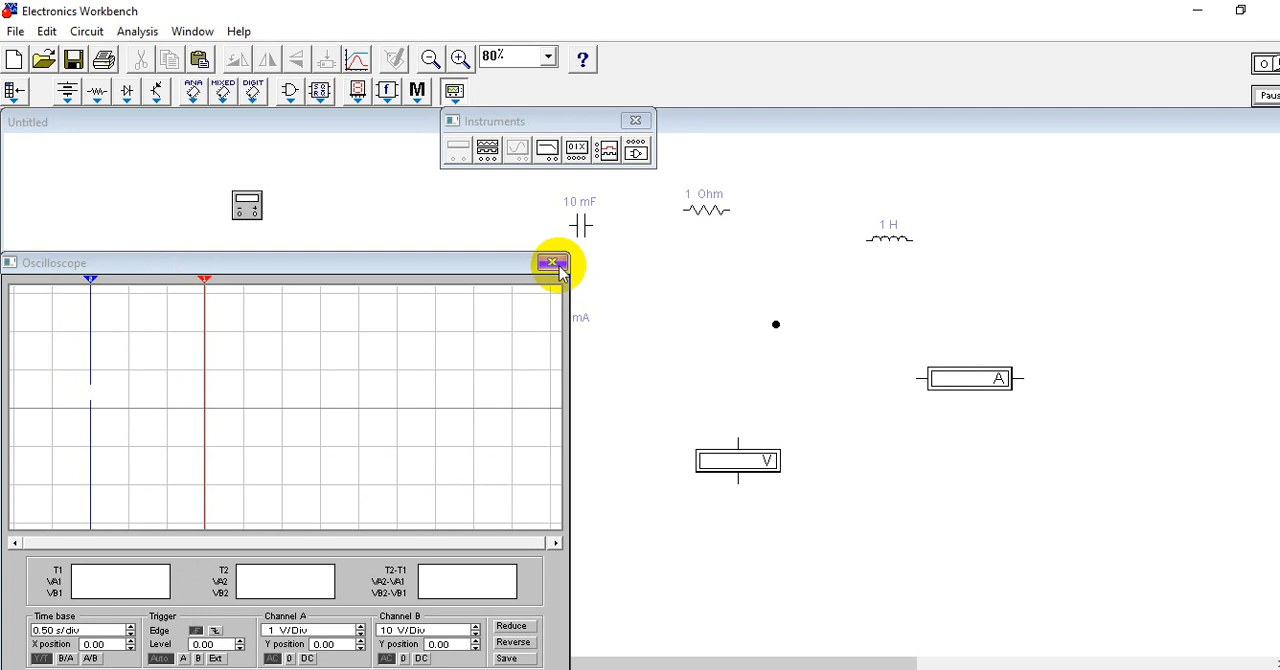 Electronics Workbench
File Edit Circuit Analysis Window Help
80%
?
ANA MIXED DIGIT
f M
Untitled
Instruments
Paus
1 Ohm
10 mF
1 H
Oscilloscope
mA
A
V
T1 T2 T2-T1
VA1 VA2 VA2-VA1
VB1 VB2 VB2-VB1
Time base Trigger Channel A Channel B
0.50 s/div Edge 1 V/Div 10 V/Div Reduce
X position 0.00 Level 0.00 Y position 0.00 Y position 0.00 Reverse
Y/T B/A A/B Auto A B Ext AC 0 DC AC 0 DC Save